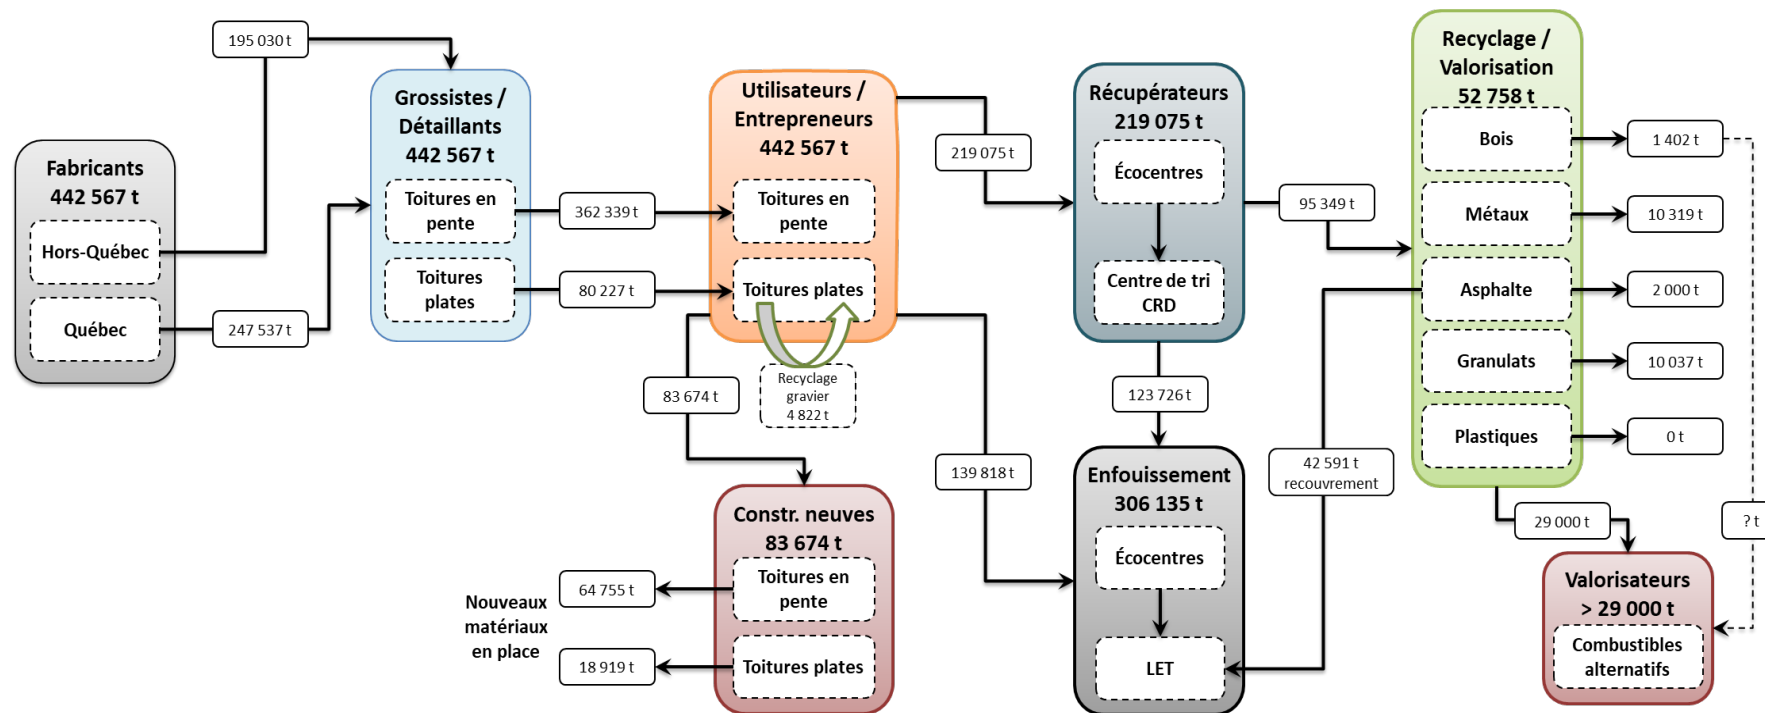 195 030 t
Fabricants
442 567 t
Hors-Québec
Québec
247 537 t
Grossistes /
Détaillants
442 567 t
Toitures en
pente
Toitures
plates
362 339 t
80 227 t
Utilisateurs /
Entrepreneurs
442 567 t
Toitures en
pente
Toitures plates
Recyclage
gravier
4 822 t
83 674 t
Constr. neuves
83 674 t
Toitures en
pente
Toitures plates
64 755 t
18 919 t
Nouveaux
matériaux
en place
219 075 t
139 818 t
Récupérateurs
219 075 t
Écocentres
Centre de tri
CRD
123 726 t
Enfouissement
306 135 t
Écocentres
LET
95 349 t
42 591 t
recouvrement
Recyclage /
Valorisation
52 758 t
Bois
Métaux
Asphalte
Granulats
Plastiques
1 402 t
10 319 t
2 000 t
10 037 t
0 t
29 000 t
? t
Valorisateurs
> 29 000 t
Combustibles
alternatifs